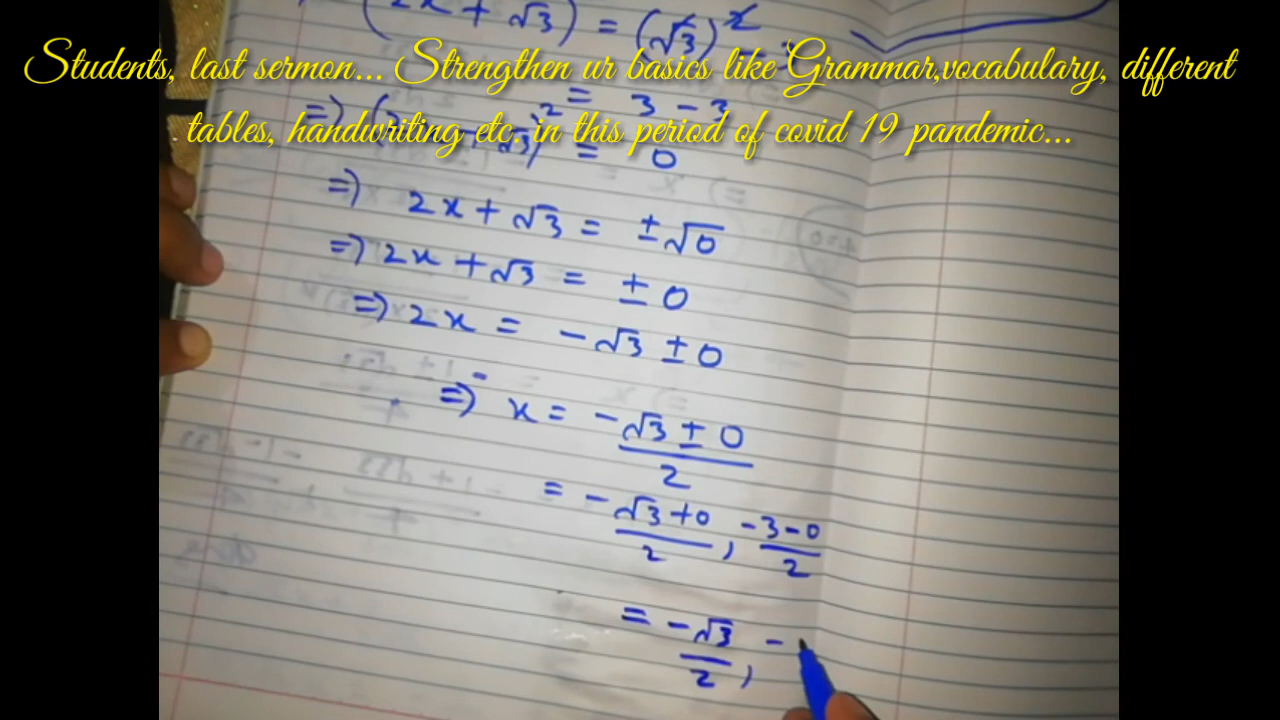 (2x + √3) = (√3)²
Students, last sermon... Strengthen ur basics like Grammar,vocabulary, different
= 3 - 3
tables, handwriting etc. in this period of covid 19 pandemic...
=) ( √3)² = 0
=) 2x + √3 = ± √0
=) 2x + √3 = ± 0
=) 2x = - √3 ± 0
=) x = - √3 ± 0 / 2
= - √3 + 0 / 2 , -3 - 0 / 2
= - √3 / 2 , -